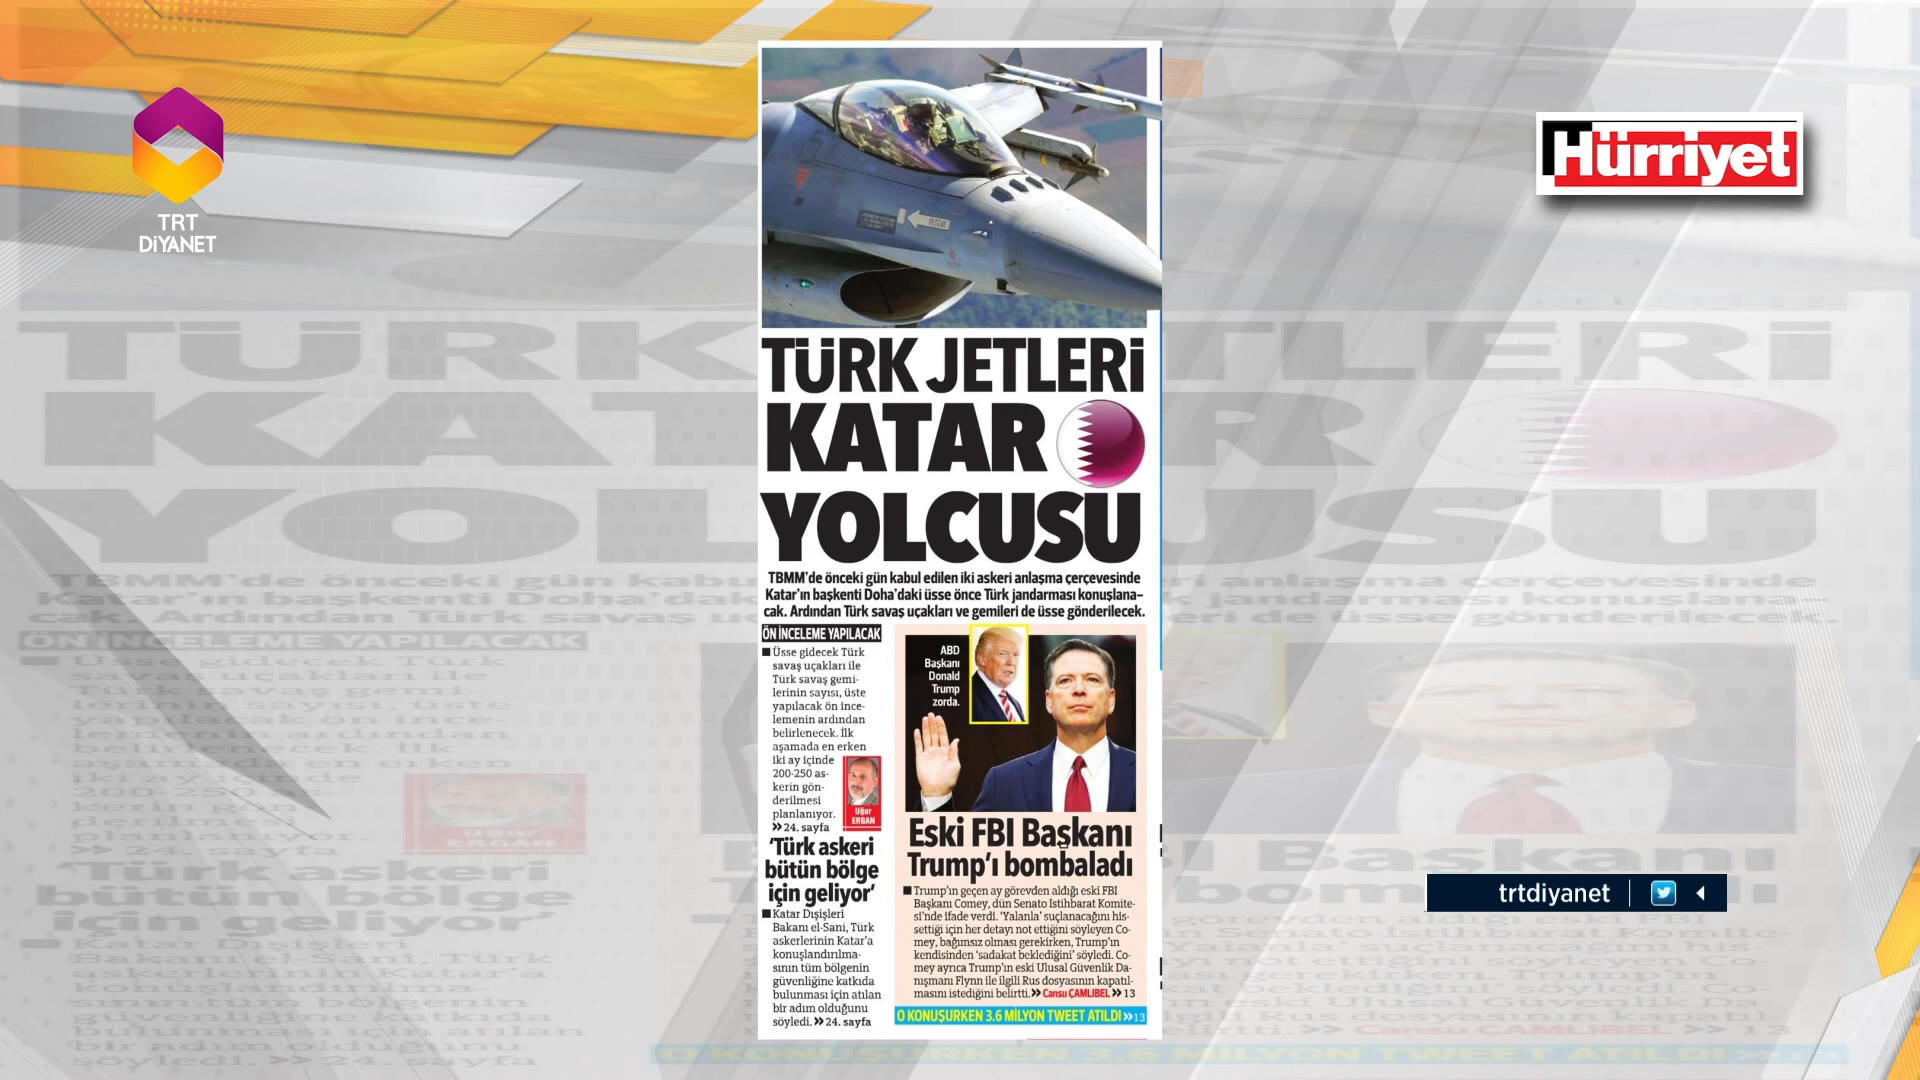 TRT
DİYANET
Hürriyet
RESCUE
TÜRK JETLERİ
KATAR
YOLCUSU
TBMM'de önceki gün kabul edilen iki askeri anlaşma çerçevesinde
Katar'ın başkenti Doha'daki üsse önce Türk jandarması konuşlana-
cak. Ardından Türk savaş uçakları ve gemileri de üsse gönderilecek.
ÖN İNCELEME YAPILACAK
Üsse gidecek Türk
savaş uçakları ile
Türk savaş gemi-
lerinin sayısı, üste
yapılacak ön ince-
lemenin ardından
belirlenecek. İlk
aşamada en erken
iki ay içinde
200-250 as-
kerin gön-
derilmesi
planlanıyor.
24. sayfa
Uğur
ERGAN
'Türk askeri
bütün bölge
için geliyor'
Katar Dışişleri
Bakanı el-Sani, Türk
askerlerinin Katar'a
konuşlandırılma-
sının tüm bölgenin
güvenliğine katkıda
bulunması için atılan
bir adım olduğunu
söyledi. 24. sayfa
ABD
Başkanı
Donald
Trump
zorda.
Eski FBI Başkanı
Trump'ı bombaladı
Trump'ın geçen ay görevden aldığı eski FBI
Başkanı Comey, dün Senato İstihbarat Komite-
si'nde ifade verdi. 'Yalanla' suçlanacağını his-
settiği için her detayı not ettiğini söyleyen Co-
mey, bağımsız olması gerekirken, Trump'ın
kendisinden 'sadakat beklediğini' söyledi. Co-
mey ayrıca Trump'ın eski Ulusal Güvenlik Da-
nışmanı Flynn ile ilgili Rus dosyasının kapatıl-
masını istediğini belirtti. Cansu ÇAMLIBEL 13
O KONUŞURKEN 3.6 MİLYON TWEET ATILDI 13
trtdiyanet